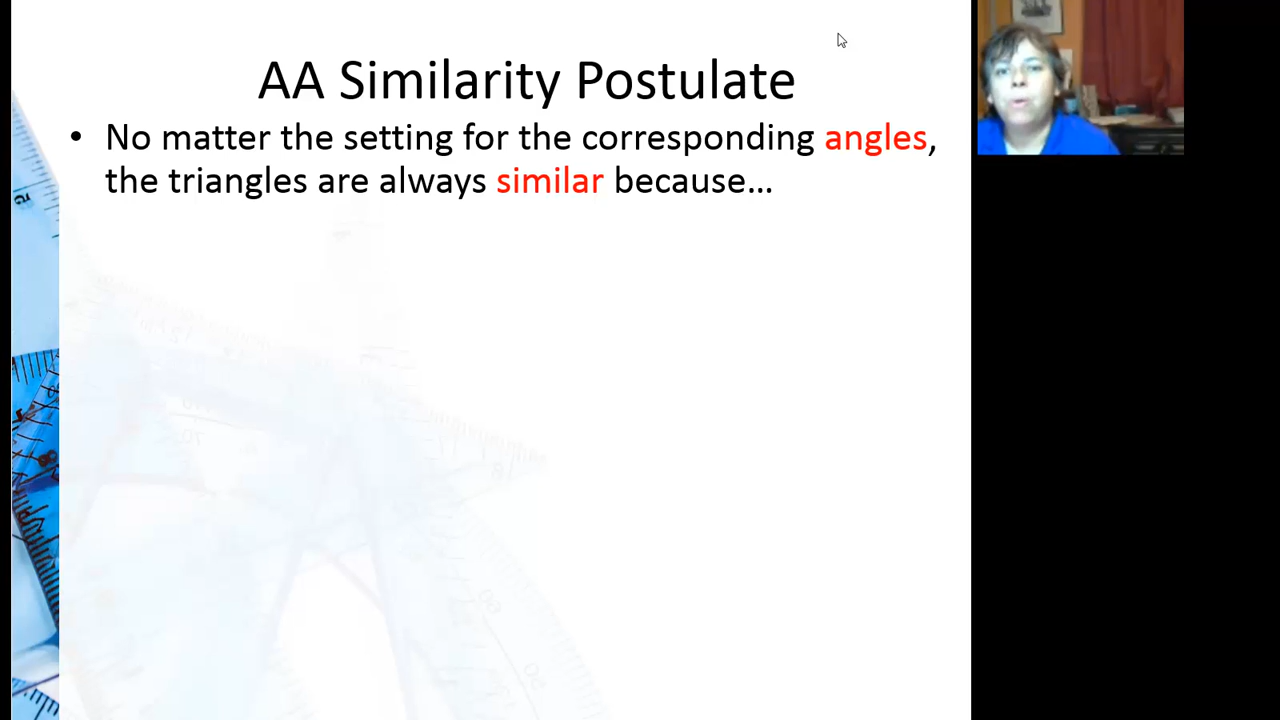 AA Similarity Postulate
• No matter the setting for the corresponding angles,
the triangles are always similar because...